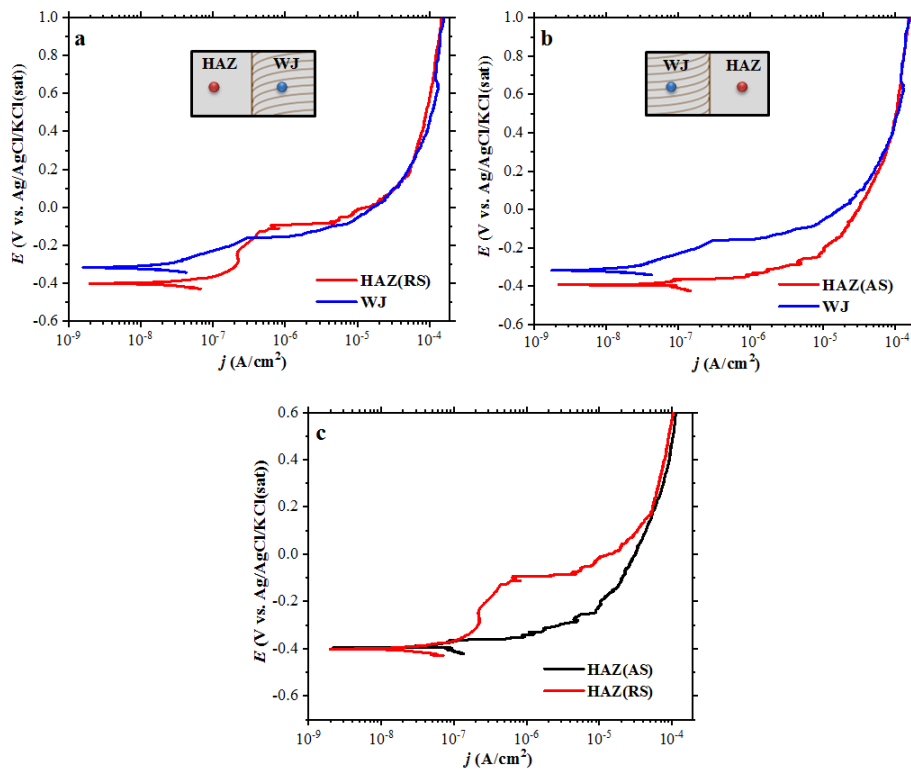 a
HAZ
WJ
1.0
0.8
0.6
0.4
0.2
0.0
-0.2
-0.4
-0.6
E (V vs. Ag/AgCl/KCl(sat))
HAZ(RS)
WJ
10⁻⁹ 10⁻⁸ 10⁻⁷ 10⁻⁶ 10⁻⁵ 10⁻⁴
j (A/cm²)
b
WJ
HAZ
1.0
0.8
0.6
0.4
0.2
0.0
-0.2
-0.4
-0.6
E (V vs. Ag/AgCl/KCl(sat))
HAZ(AS)
WJ
10⁻⁹ 10⁻⁸ 10⁻⁷ 10⁻⁶ 10⁻⁵ 10⁻⁴
j (A/cm²)
c
0.6
0.4
0.2
0.0
-0.2
-0.4
-0.6
E (V vs. Ag/AgCl/KCl(sat))
HAZ(AS)
HAZ(RS)
10⁻⁹ 10⁻⁸ 10⁻⁷ 10⁻⁶ 10⁻⁵ 10⁻⁴
j (A/cm²)